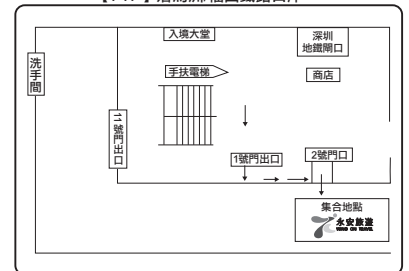 入境大堂
深圳
地鐵閘口
洗手間
手扶電梯
商店
11號門出口
1號門出口
2號門口
集合地點
永安旅遊
WING ON TRAVEL